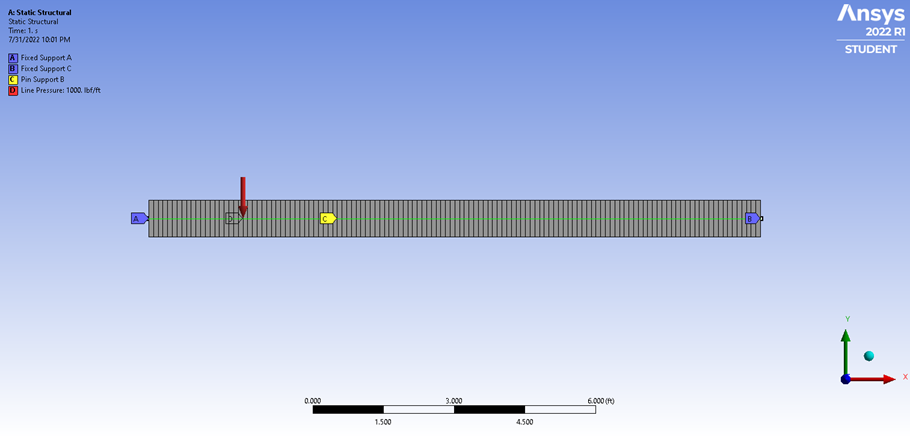 A: Static Structural
Static Structural
Time: 1. s
7/31/2022 10:01 PM
A Fixed Support A
B Fixed Support C
C Pin Support B
D Line Pressure: 1000. lbf/ft
Ansys
2022 R1
STUDENT
A D C B
Y
X
0.000 3.000 6.000 (ft)
1.500 4.500